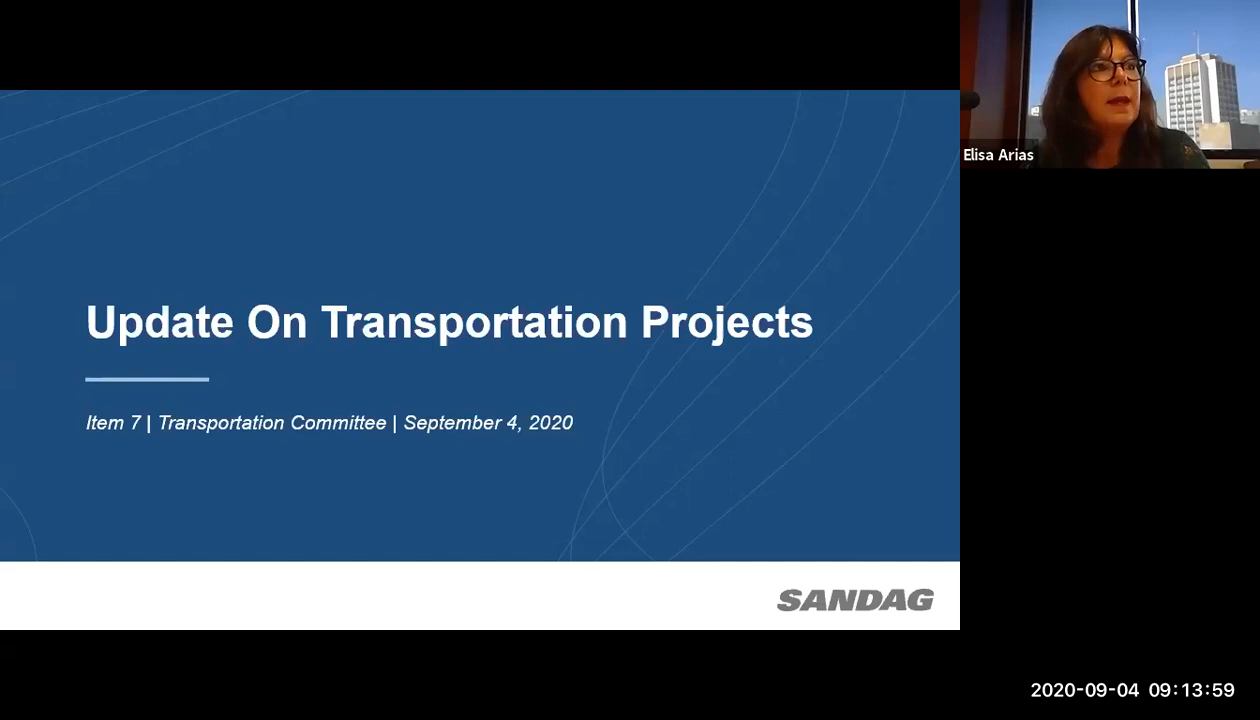 Elisa Arias
Update On Transportation Projects
Item 7 | Transportation Committee | September 4, 2020
SANDAG
2020-09-04 09:13:59